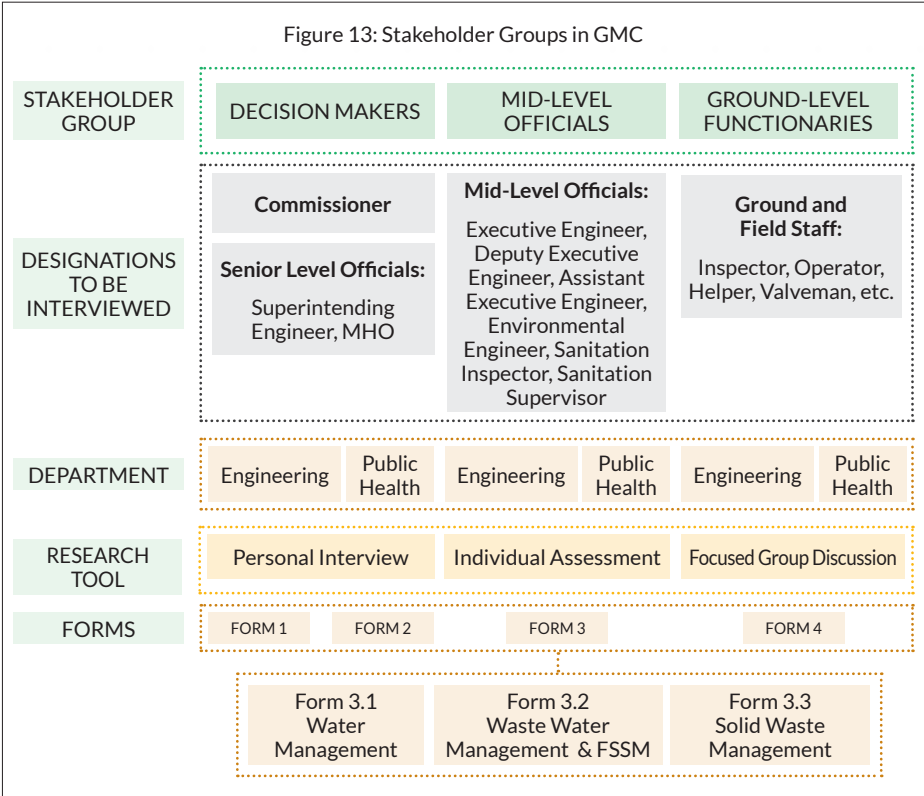 Figure 13: Stakeholder Groups in GMC
STAKEHOLDER
GROUP
DECISION MAKERS
MID-LEVEL
OFFICIALS
GROUND-LEVEL
FUNCTIONARIES
DESIGNATIONS
TO BE
INTERVIEWED
Commissioner
Senior Level Officials:
Superintending
Engineer, MHO
Mid-Level Officials:
Executive Engineer,
Deputy Executive
Engineer, Assistant
Executive Engineer,
Environmental
Engineer, Sanitation
Inspector, Sanitation
Supervisor
Ground and
Field Staff:
Inspector, Operator,
Helper, Valveman, etc.
DEPARTMENT
Engineering
Public
Health
Engineering
Public
Health
Engineering
Public
Health
RESEARCH
TOOL
Personal Interview
Individual Assessment
Focused Group Discussion
FORMS
FORM 1
FORM 2
FORM 3
FORM 4
Form 3.1
Water
Management
Form 3.2
Waste Water
Management & FSSM
Form 3.3
Solid Waste
Management